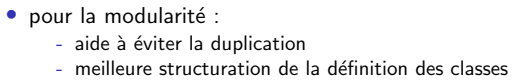 • pour la modularité :
- aide à éviter la duplication
- meilleure structuration de la définition des classes